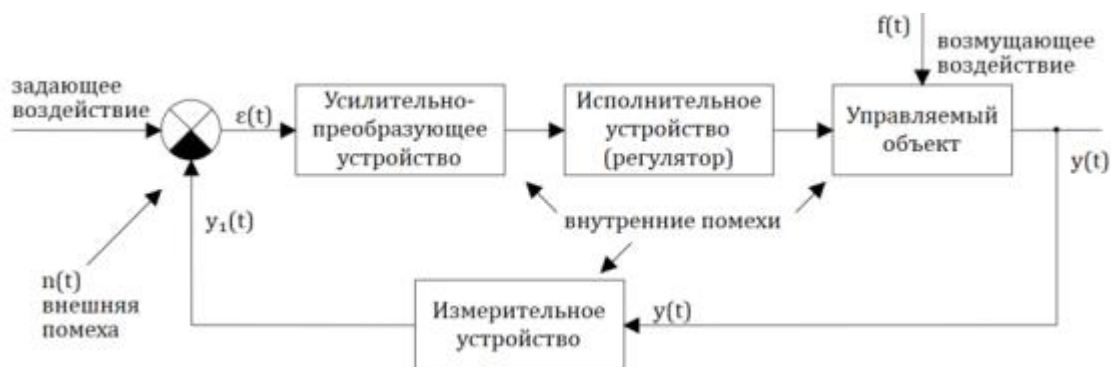 f(t)
возмущающее
воздействие
задающее
воздействие
ε(t)
Усилительно-
преобразующее
устройство
Исполнительное
устройство
(регулятор)
Управляемый
объект
y(t)
y₁(t)
внутренние помехи
n(t)
внешняя
помеха
Измерительное
устройство
y(t)